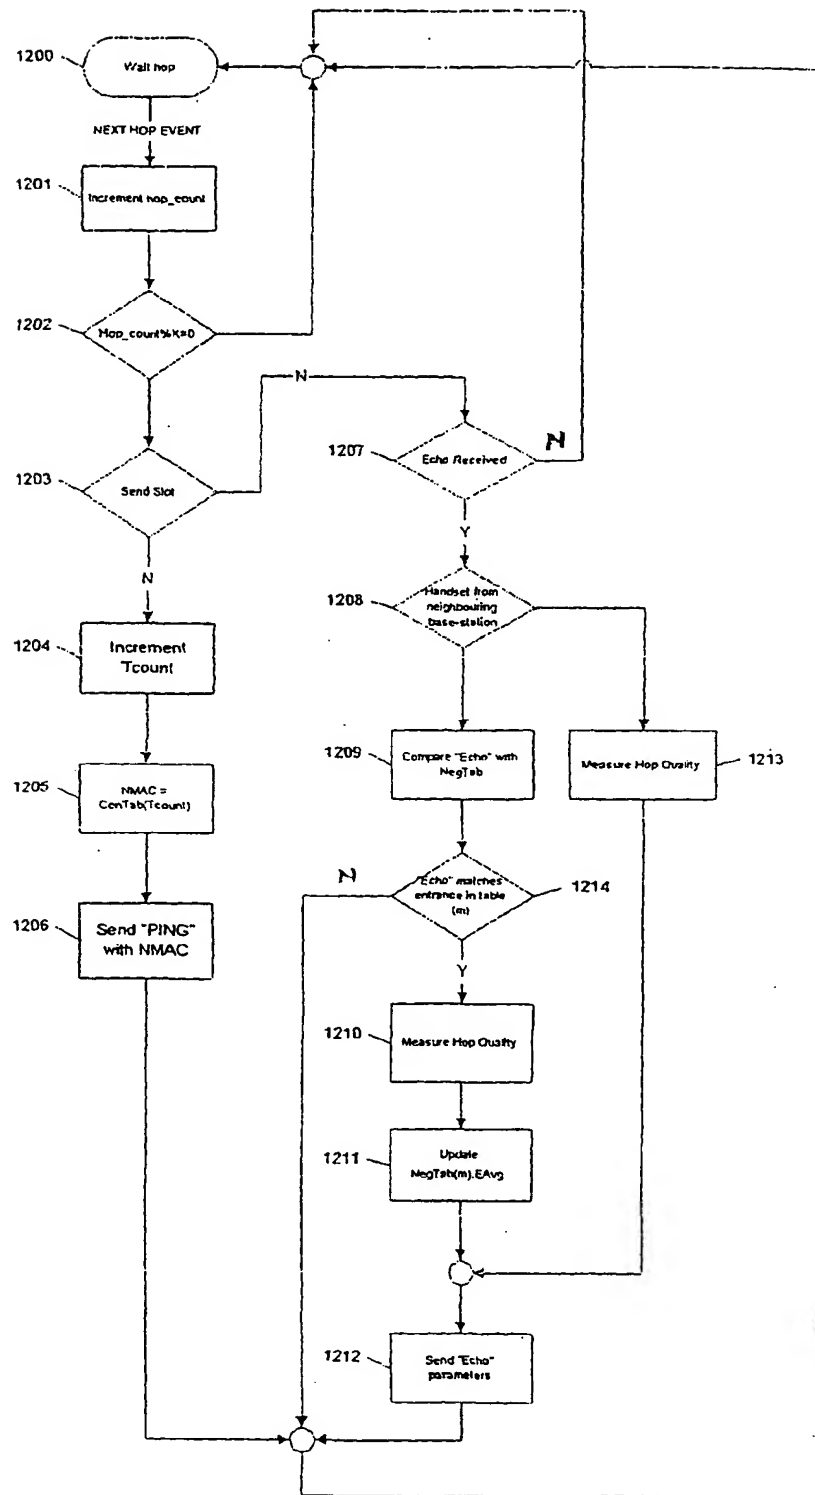 1200
Wait hop
NEXT HOP EVENT
1201
Increment hop_count
1202
Hop_count%K=0
N
1203
Send Slot
1207
Echo Received
N
Y
N
1208
Handset from
neighbouring
base-station
1204
Increment
Tcount
1209
Compare "Echo" with
NegTab
Measure Hop Quality
1213
1205
NMAC =
(Tcount)
N
"Echo" matches
entrance in table
(m)
1214
1206
Send "PING"
with NMAC
Y
1210
Measure Hop Quality
1211
Update
NegTab(m).EAvg
1212
Send "Echo"
parameters